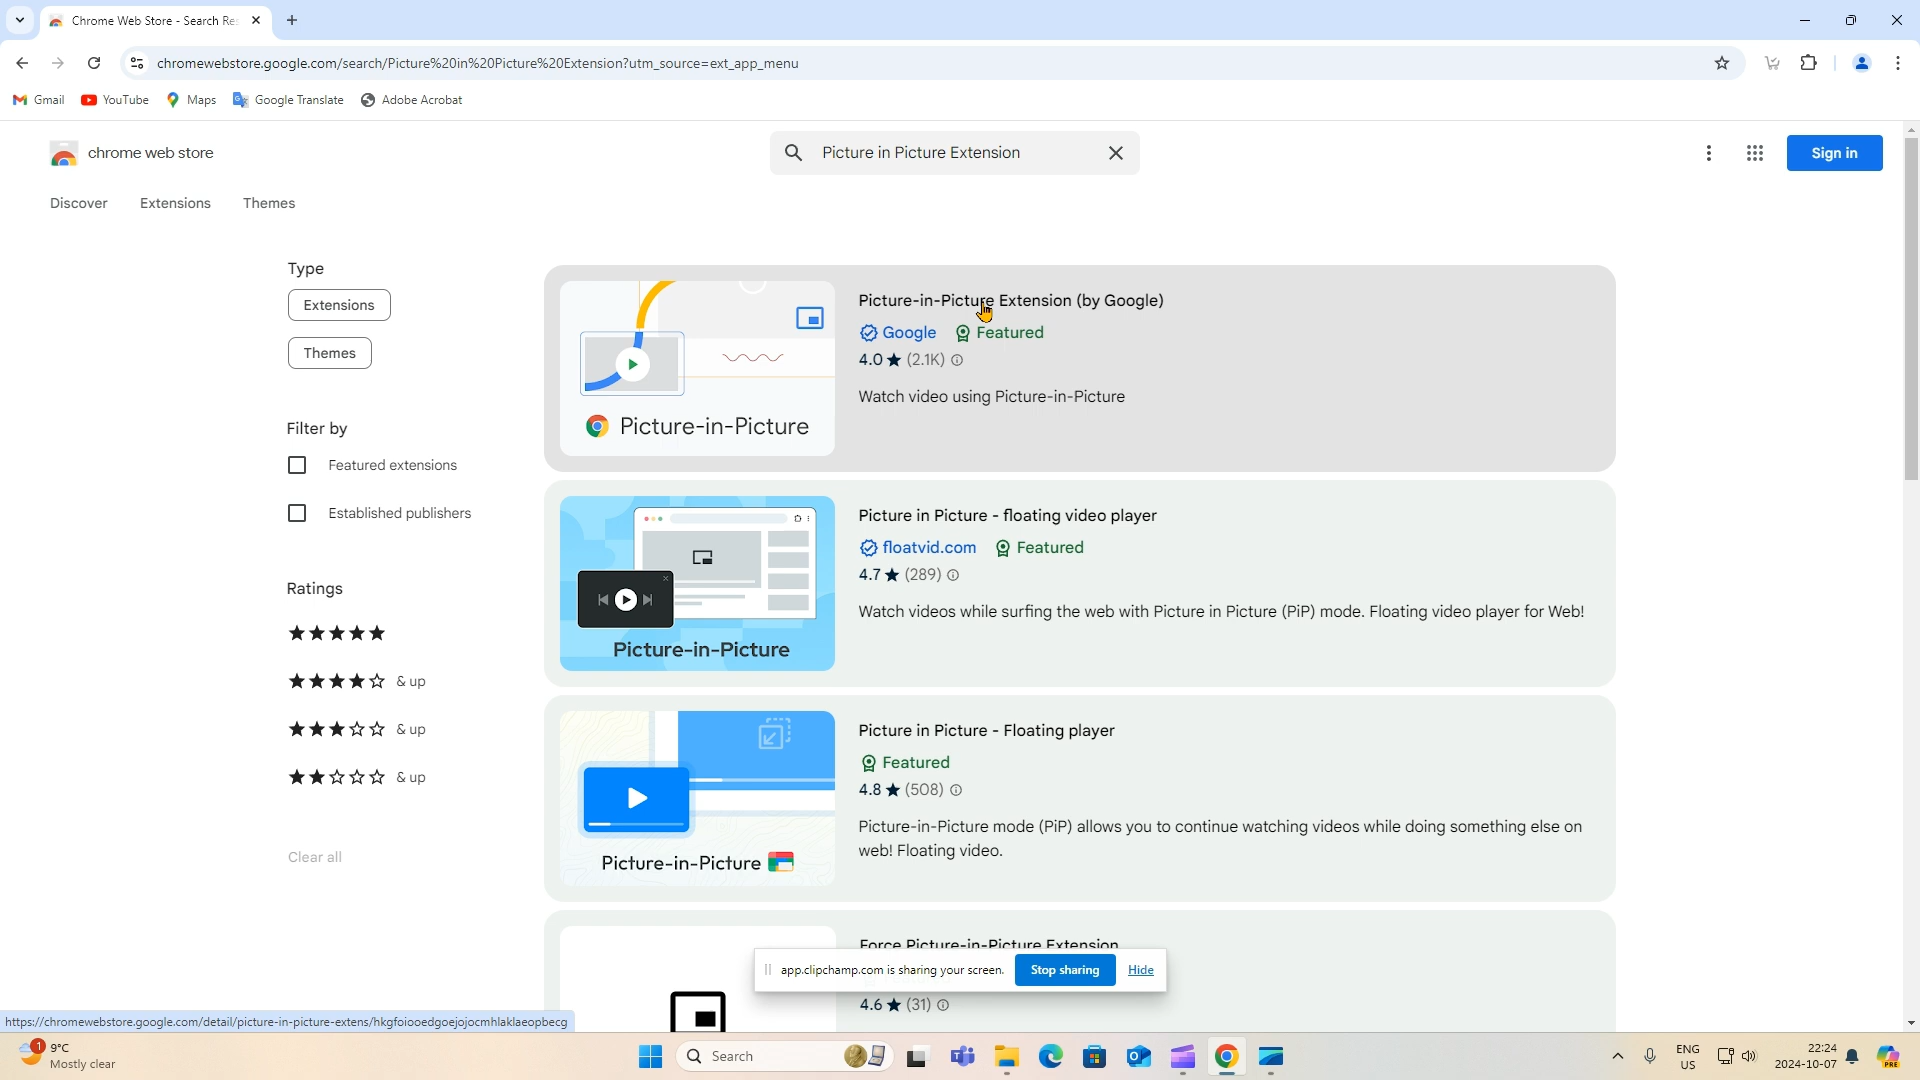 Chrome Web Store - Search Re
chromewebstore.google.com/search/Picture%20in%20Picture%20Extension?utm_source=ext_app_menu
Gmail YouTube Maps Google Translate Adobe Acrobat
chrome web store
Picture in Picture Extension
Sign in
Discover Extensions Themes
Type
Extensions
Themes
Filter by
Featured extensions
Established publishers
Ratings
& up
& up
& up
Clear all
Picture-in-Picture
Picture-in-Picture Extension (by Google)
Google Featured
4.0 (2.1K)
Watch video using Picture-in-Picture
Picture-in-Picture
Picture in Picture - floating video player
floatvid.com Featured
4.7 (289)
Watch videos while surfing the web with Picture in Picture (PiP) mode. Floating video player for Web!
Picture-in-Picture
Picture in Picture - Floating player
Featured
4.8 (508)
Picture-in-Picture mode (PiP) allows you to continue watching videos while doing something else on
web! Floating video.
Force Picture-in-Picture Extension
4.6 (31)
app.clipchamp.com is sharing your screen. Stop sharing Hide
https://chromewebstore.google.com/detail/picture-in-picture-extens/hkgfoiooedgoejojocmhlaklaeopbecg
1
9°C
Mostly clear
Search
ENG
US
22:24
2024-10-07
PRE